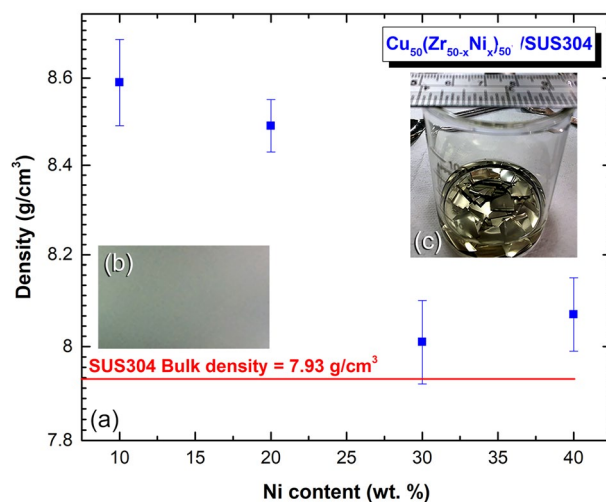 Cu50(Zr50-xNix)50 /SUS304
8.6
8.4
8.2
8
7.8
Density (g/cm3)
(c)
(b)
SUS304 Bulk density = 7.93 g/cm3
(a)
10 15 20 25 30 35 40
Ni content (wt. %)